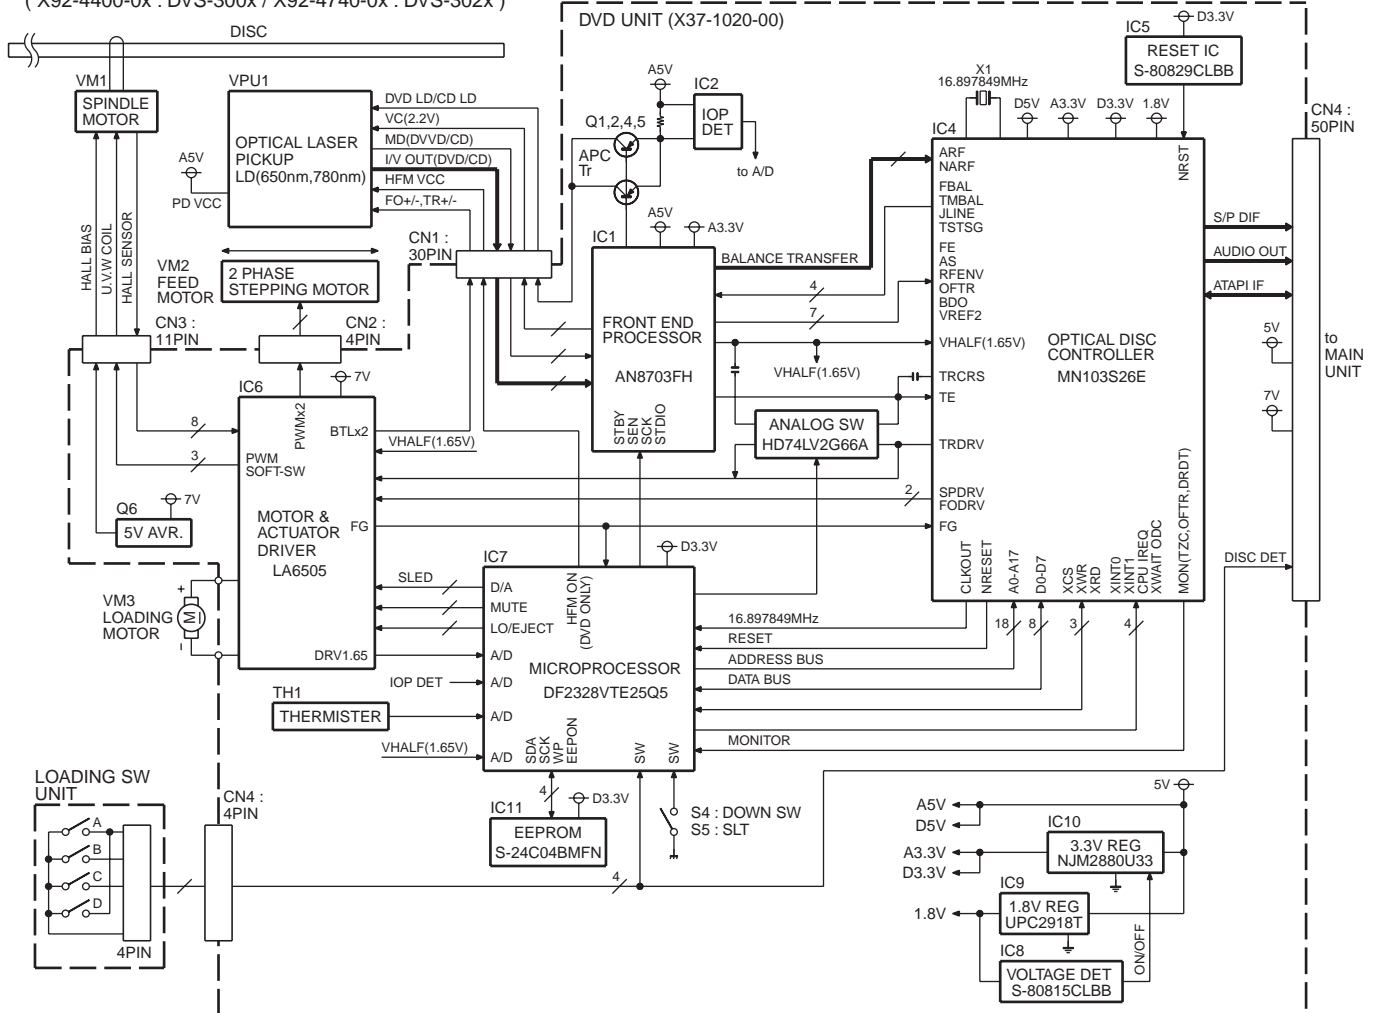 ( X92-4400-0x : DVS-300x / X92-4740-0x : DVS-302x )
DISC
DVD UNIT (X37-1020-00)
VM1
SPINDLE
MOTOR
VPU1
OPTICAL LASER
PICKUP
LD(650nm,780nm)
A5V
PD VCC
DVD LD/CD LD
VC(2.2V)
MD(DVVD/CD)
I/V OUT(DVD/CD)
HFM VCC
FO+/-,TR+/-
HALL BIAS
U.V.W COIL
HALL SENSOR
VM2
FEED
MOTOR
2 PHASE
STEPPING MOTOR
CN1 :
30PIN
CN3 :
11PIN
CN2 :
4PIN
Q1,2,4,5
APC
Tr
A5V
IC2
IOP
DET
to A/D
IC1
A5V
A3.3V
FRONT END
PROCESSOR
AN8703FH
STBY
SEN
SCK
STDIO
BALANCE TRANSFER
4
7
VHALF(1.65V)
ANALOG SW
HD74LV2G66A
X1
16.897849MHz
D5V
A3.3V
D3.3V
1.8V
IC5
D3.3V
RESET IC
S-80829CLBB
IC4
ARF
NARF
FBAL
TMBAL
JLINE
TSTSG
FE
AS
RFENV
OFTR
BDO
VREF2
VHALF(1.65V)
TRCRS
TE
TRDRV
SPDRV
FODRV
FG
NRST
OPTICAL DISC
CONTROLLER
MN103S26E
CLKOUT
NRESET
A0-A17
D0-D7
XCS
XWR
XRD
XINT0
XINT1
CPU IREQ
XWAIT ODC
MON(TZC,OFTR,DRDT)
18
8
3
4
2
S/P DIF
AUDIO OUT
ATAPI IF
CN4 :
50PIN
5V
7V
to
MAIN
UNIT
DISC DET
IC6
7V
PWMx2
BTLx2
PWM
SOFT-SW
MOTOR &
ACTUATOR
DRIVER
LA6505
FG
DRV1.65
VHALF(1.65V)
8
3
Q6
7V
5V AVR.
VM3
LOADING
MOTOR
+
M
-
SLED
IC7
D3.3V
D/A
MUTE
LO/EJECT
A/D
A/D
A/D
A/D
HFM ON
(DVD ONLY)
MICROPROCESSOR
DF2328VTE25Q5
SDA
SCK
WP
EEPON
SW
SW
IOP DET
TH1
THERMISTER
VHALF(1.65V)
16.897849MHz
RESET
ADDRESS BUS
DATA BUS
MONITOR
4
IC11
D3.3V
EEPROM
S-24C04BMFN
S4 : DOWN SW
S5 : SLT
LOADING SW
UNIT
A
B
C
D
4PIN
CN4 :
4PIN
4
5V
A5V
D5V
IC10
3.3V REG
NJM2880U33
A3.3V
D3.3V
IC9
1.8V REG
UPC2918T
1.8V
IC8
VOLTAGE DET
S-80815CLBB
ON/OFF